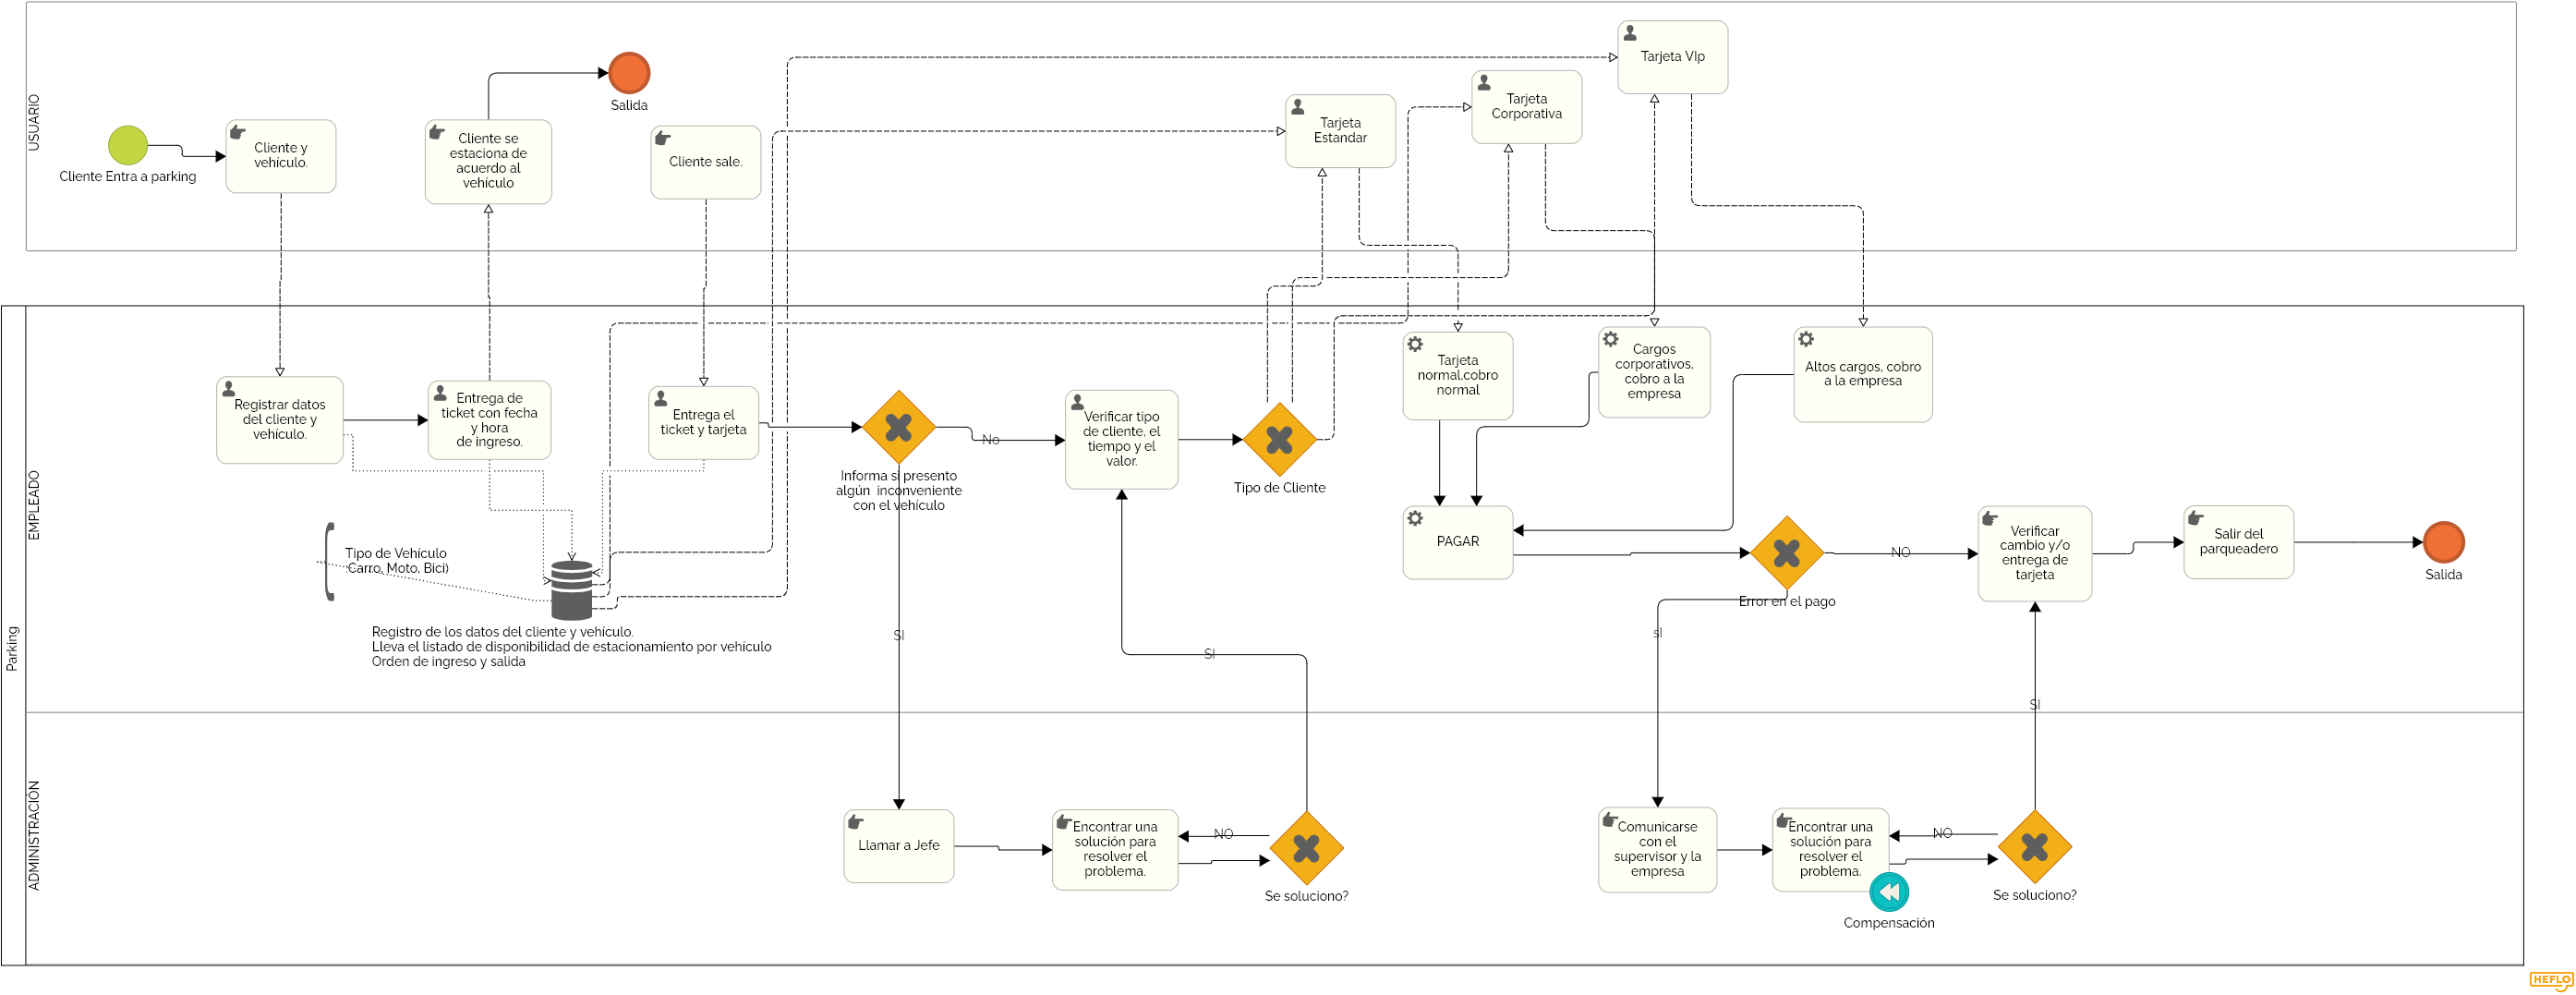 USUARIO
Cliente Entra a parking
Cliente y
vehículo.
Cliente se
estaciona de
acuerdo al
vehículo
Salida
Cliente sale.
Tarjeta
Estandar
Tarjeta
Corporativa
Tarjeta VIp
Parking
EMPLEADO
Registrar datos
del cliente y
vehículo.
Entrega de
ticket con fecha
y hora
de ingreso.
Entrega el
ticket y tarjeta
Informa si presento
algún inconveniente
con el vehículo
No
SI
Verificar tipo
de cliente, el
tiempo y el
valor.
Tipo de Cliente
Tarjeta
normal,cobro
normal
Cargos
corporativos,
cobro a la
empresa
Altos cargos, cobro
a la empresa
PAGAR
Error en el pago
NO
sI
Verificar
cambio y/o
entrega de
tarjeta
Salir del
parqueadero
Salida
Tipo de Vehículo
:Carro, Moto, Bici)
Registro de los datos del cliente y vehículo.
Lleva el listado de disponibilidad de estacionamiento por vehículo
Orden de ingreso y salida
SI
SI
ADMINISTRACION
Llamar a Jefe
Encontrar una
solución para
resolver el
problema.
NO
Se soluciono?
Comunicarse
con el
supervisor y la
empresa
Encontrar una
solución para
resolver el
problema.
Compensación
NO
Se soluciono?
HEFLO